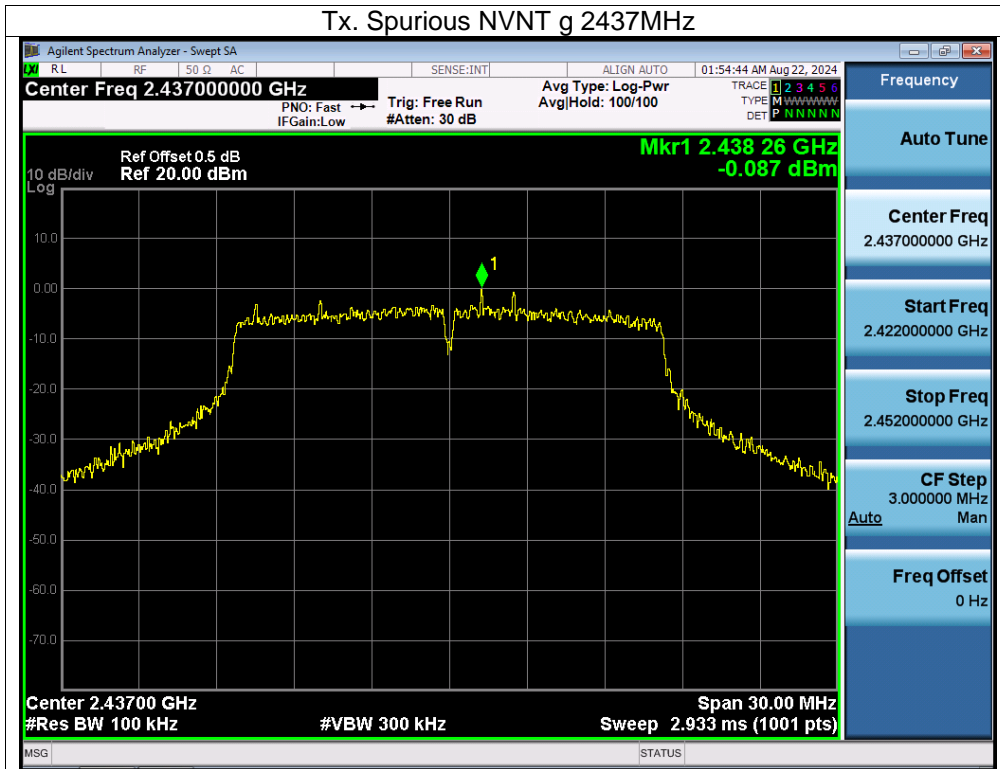 Tx. Spurious NVNT g 2437MHz
Agilent Spectrum Analyzer - Swept SA
LXI RL RF 50 Ω AC SENSE:INT ALIGN AUTO 01:54:44 AM Aug 22, 2024
Center Freq 2.437000000 GHz
PNO: Fast
IFGain:Low
Trig: Free Run
#Atten: 30 dB
Avg Type: Log-Pwr
Avg|Hold: 100/100
TRACE 1 2 3 4 5 6
TYPE M WWWWW
DET P N N N N N
Frequency
Mkr1 2.438 26 GHz
-0.087 dBm
Ref Offset 0.5 dB
10 dB/div Ref 20.00 dBm
Log
10.0
0.00
-10.0
-20.0
-30.0
-40.0
-50.0
-60.0
-70.0
1
Center 2.43700 GHz
Span 30.00 MHz
#Res BW 100 kHz
#VBW 300 kHz
Sweep 2.933 ms (1001 pts)
Auto Tune
Center Freq
2.437000000 GHz
Start Freq
2.422000000 GHz
Stop Freq
2.452000000 GHz
CF Step
3.000000 MHz
Auto Man
Freq Offset
0 Hz
MSG
STATUS